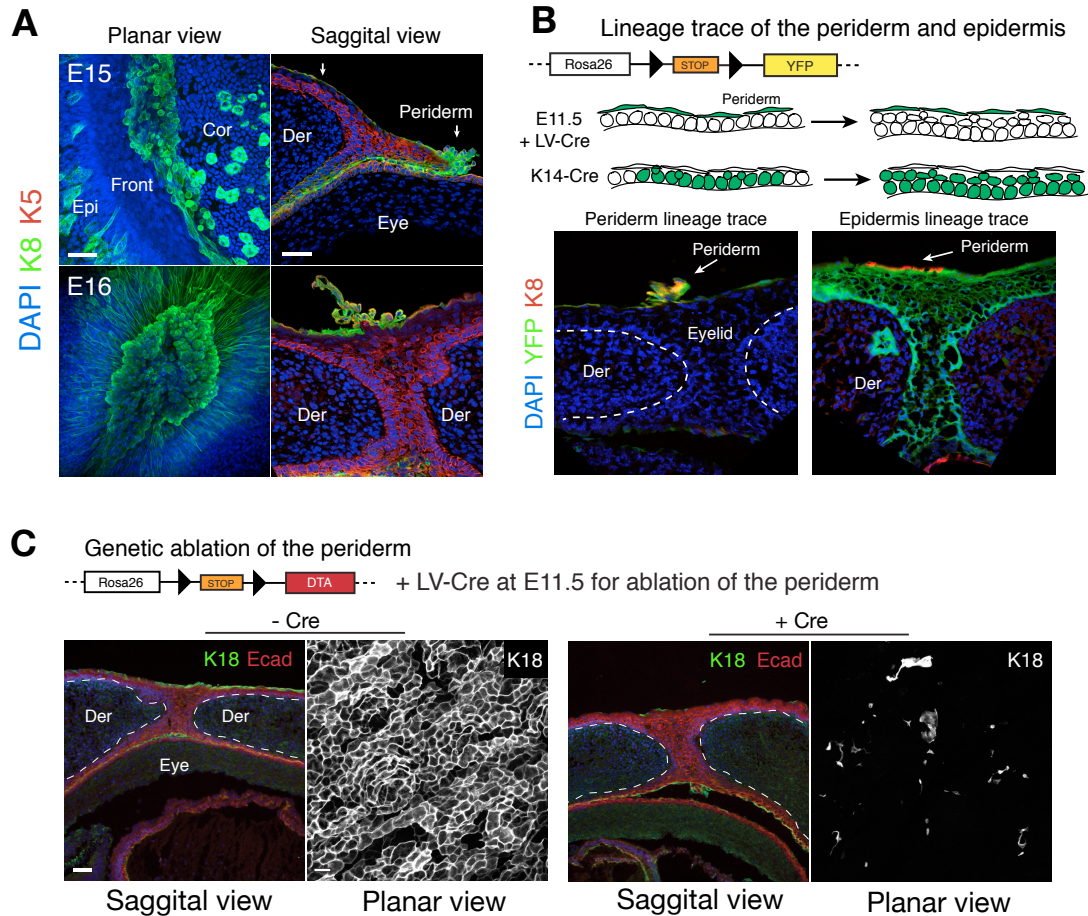 A
Planar view
Saggital view
DAPI K8 K5
E15
Cor
Front
Epi
Der
Periderm
Eye
E16
Der
Der
B
Lineage trace of the periderm and epidermis
Rosa26
STOP
YFP
Periderm
E11.5
+ LV-Cre
K14-Cre
Periderm lineage trace
Epidermis lineage trace
DAPI YFP K8
Periderm
Eyelid
Der
Periderm
Der
C
Genetic ablation of the periderm
Rosa26
STOP
DTA
+ LV-Cre at E11.5 for ablation of the periderm
- Cre
+ Cre
K18 Ecad
K18
K18 Ecad
K18
Der
Der
Eye
Saggital view
Planar view
Saggital view
Planar view